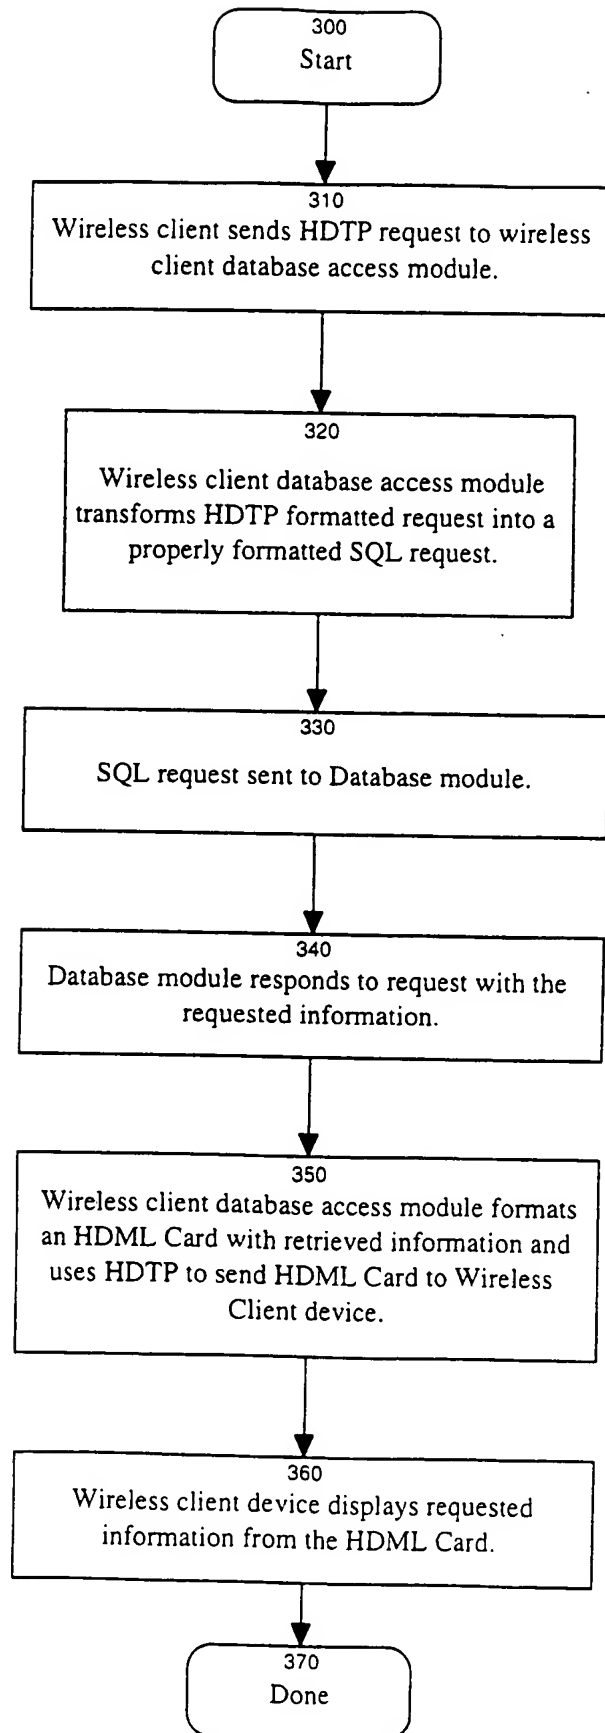 300
Start
310
Wireless client sends HDTP request to wireless
client database access module.
320
Wireless client database access module
transforms HDTP formatted request into a
properly formatted SQL request.
330
SQL request sent to Database module.
340
Database module responds to request with the
requested information.
350
Wireless client database access module formats
an HDML Card with retrieved information and
uses HDTP to send HDML Card to Wireless
Client device.
360
Wireless client device displays requested
information from the HDML Card.
370
Done